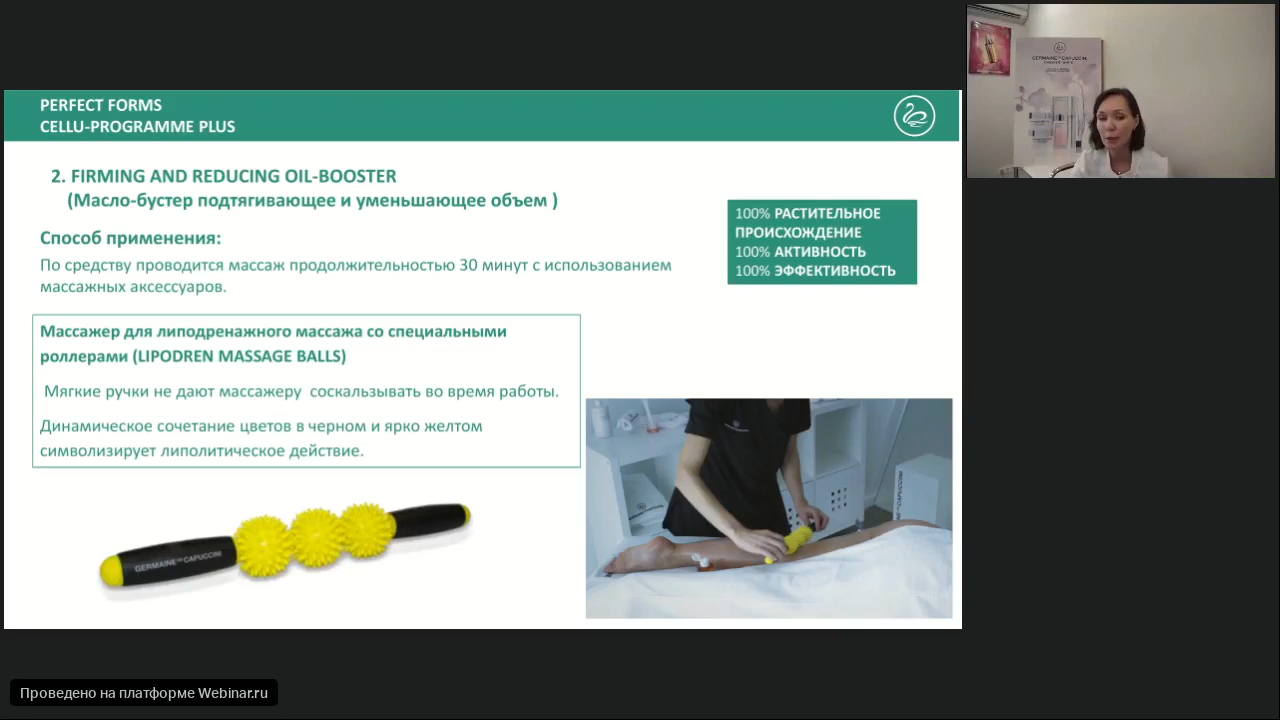 PERFECT FORMS
CELLU-PROGRAMME PLUS
2. FIRMING AND REDUCING OIL-BOOSTER
(Масло-бустер подтягивающее и уменьшающее объем )
Способ применения:
По средству проводится массаж продолжительностью 30 минут с использованием
массажных аксессуаров.
100% РАСТИТЕЛЬНОЕ
ПРОИСХОЖДЕНИЕ
100% АКТИВНОСТЬ
100% ЭФФЕКТИВНОСТЬ
Массажер для липодренажного массажа со специальными
роллерами (LIPODREN MASSAGE BALLS)
Мягкие ручки не дают массажеру соскальзывать во время работы.
Динамическое сочетание цветов в черном и ярко желтом
символизирует липолитическое действие.
GERMAINE DE CAPUCCINI
GERMAINE DE CAPUCCINI
Проведено на платформе Webinar.ru